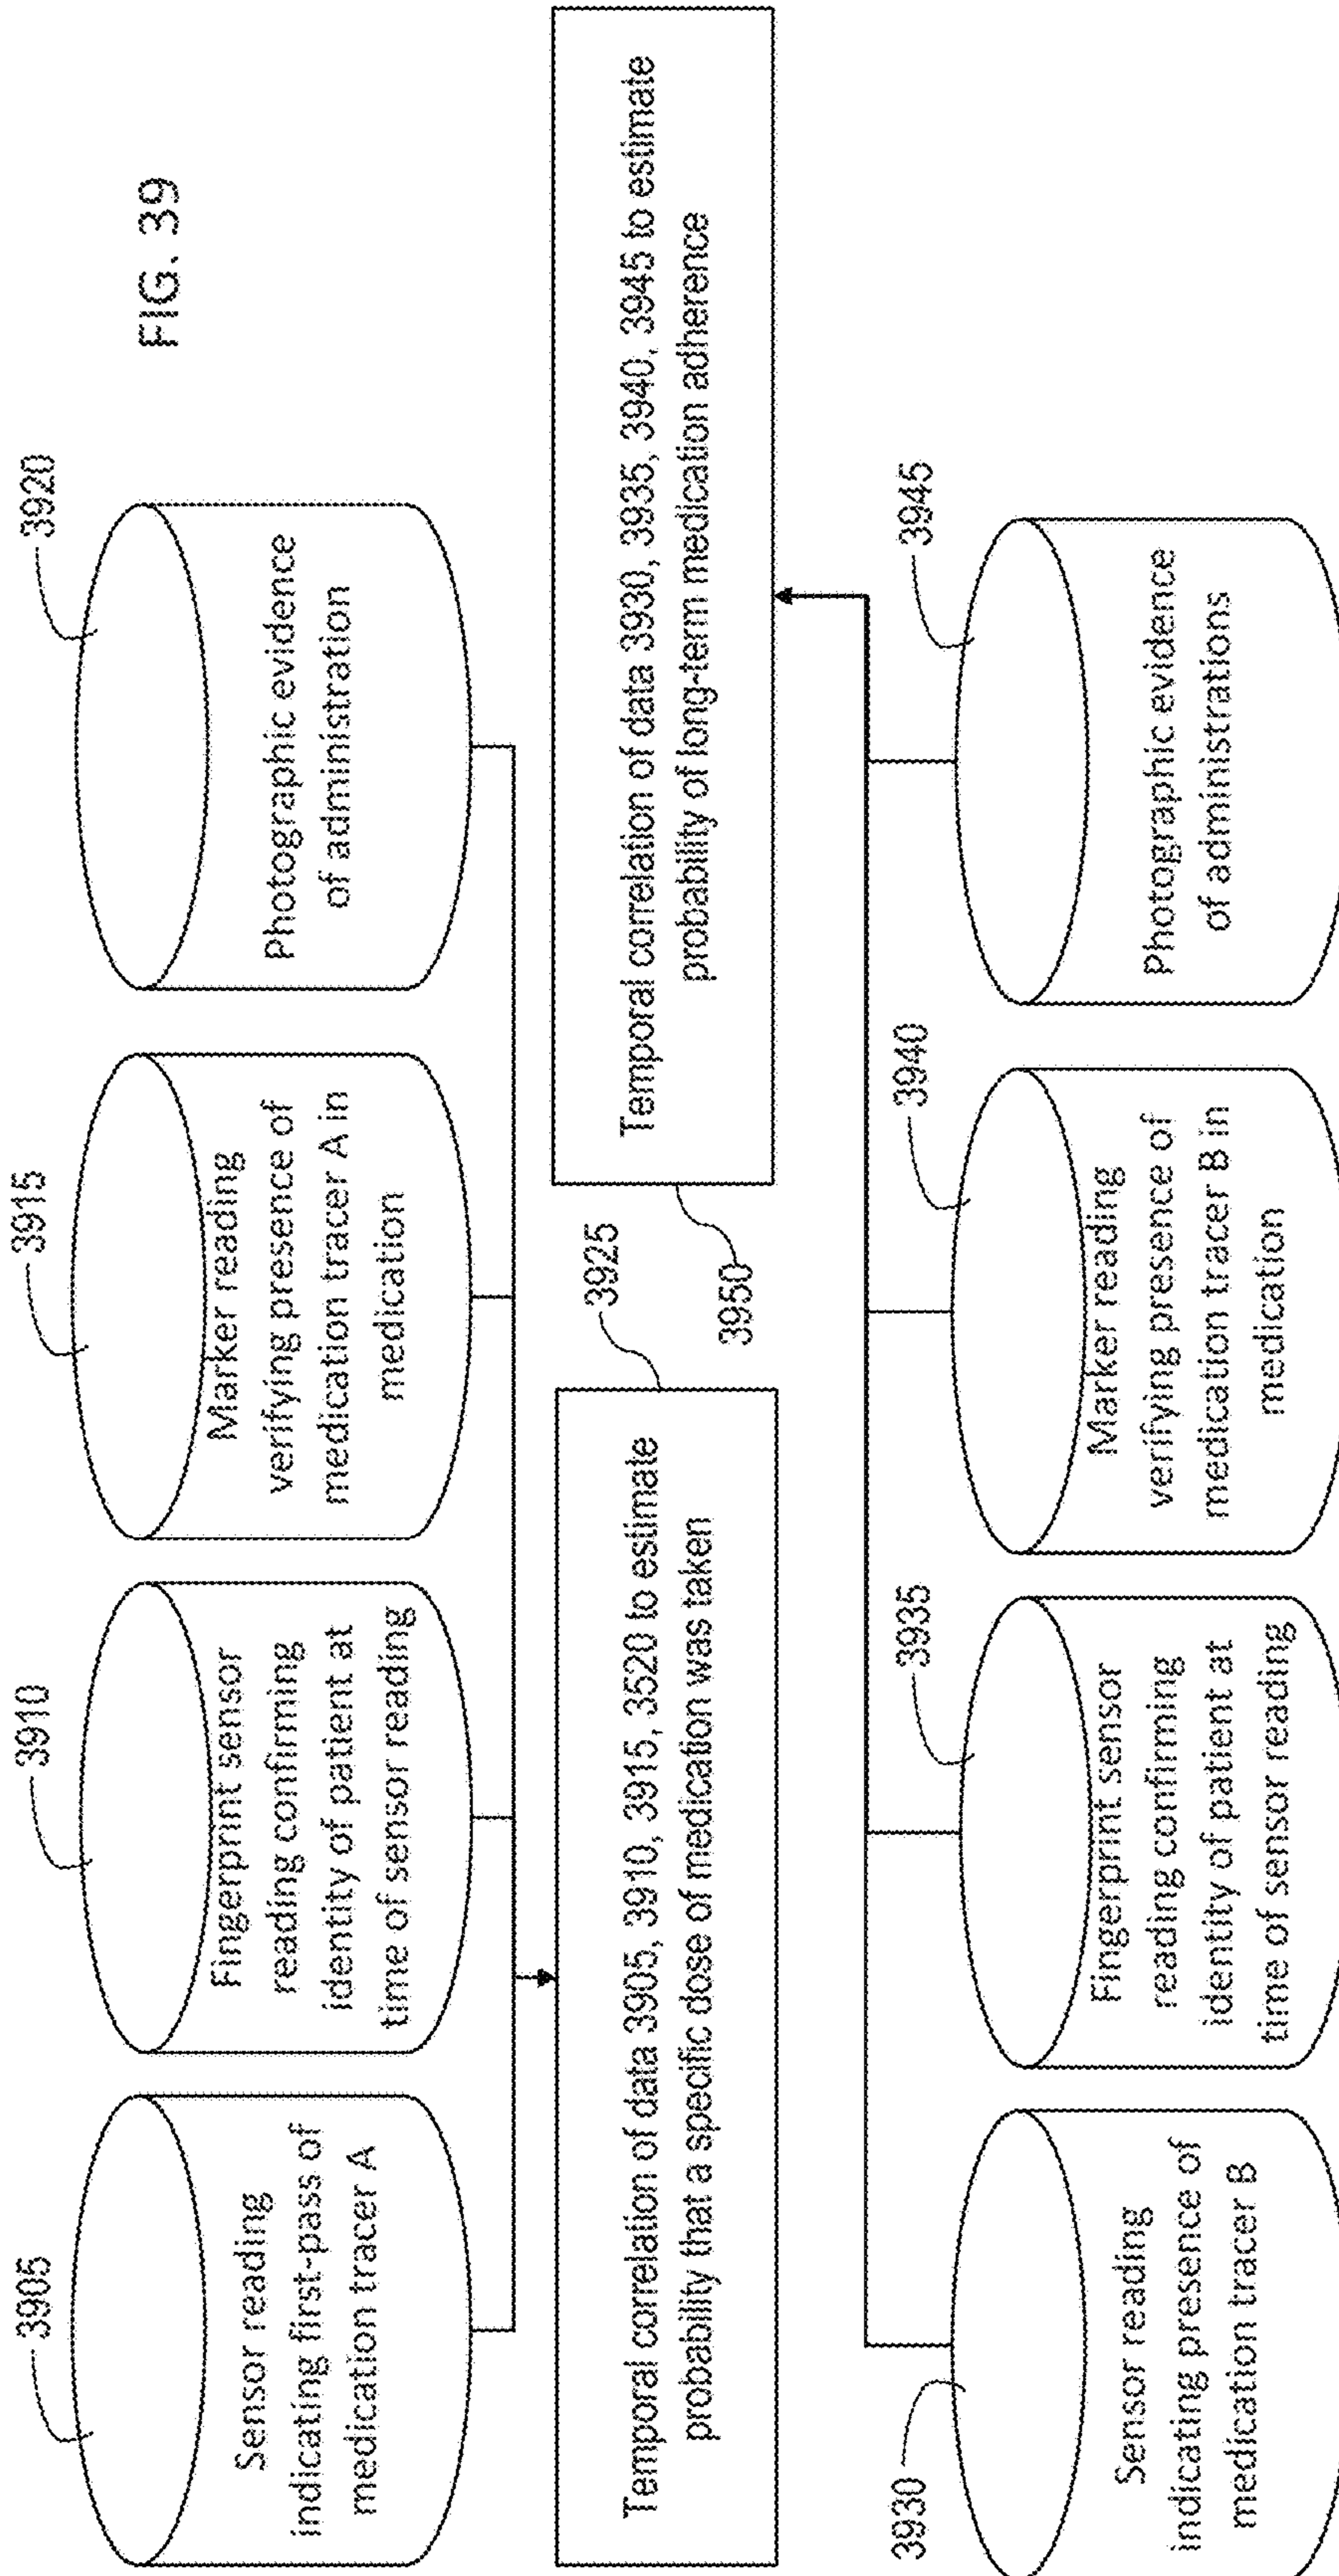 FIG. 39
3905
Sensor reading
indicating first-pass of
medication tracer A
3910
Fingerprint sensor
reading confirming
identity of patient at
time of sensor reading
3915
Marker reading
verifying presence of
medication tracer A in
medication
3920
Photographic evidence
of administration
Temporal correlation of data 3905, 3910, 3915, 3520 to estimate
probability that a specific dose of medication was taken
3925
Temporal correlation of data 3930, 3935, 3940, 3945 to estimate
probability of long-term medication adherence
3950
3930
Sensor reading
indicating presence of
medication tracer B
3935
Fingerprint sensor
reading confirming
identity of patient at
time of sensor reading
3940
Marker reading
verifying presence of
medication tracer B in
medication
3945
Photographic evidence
of administrations